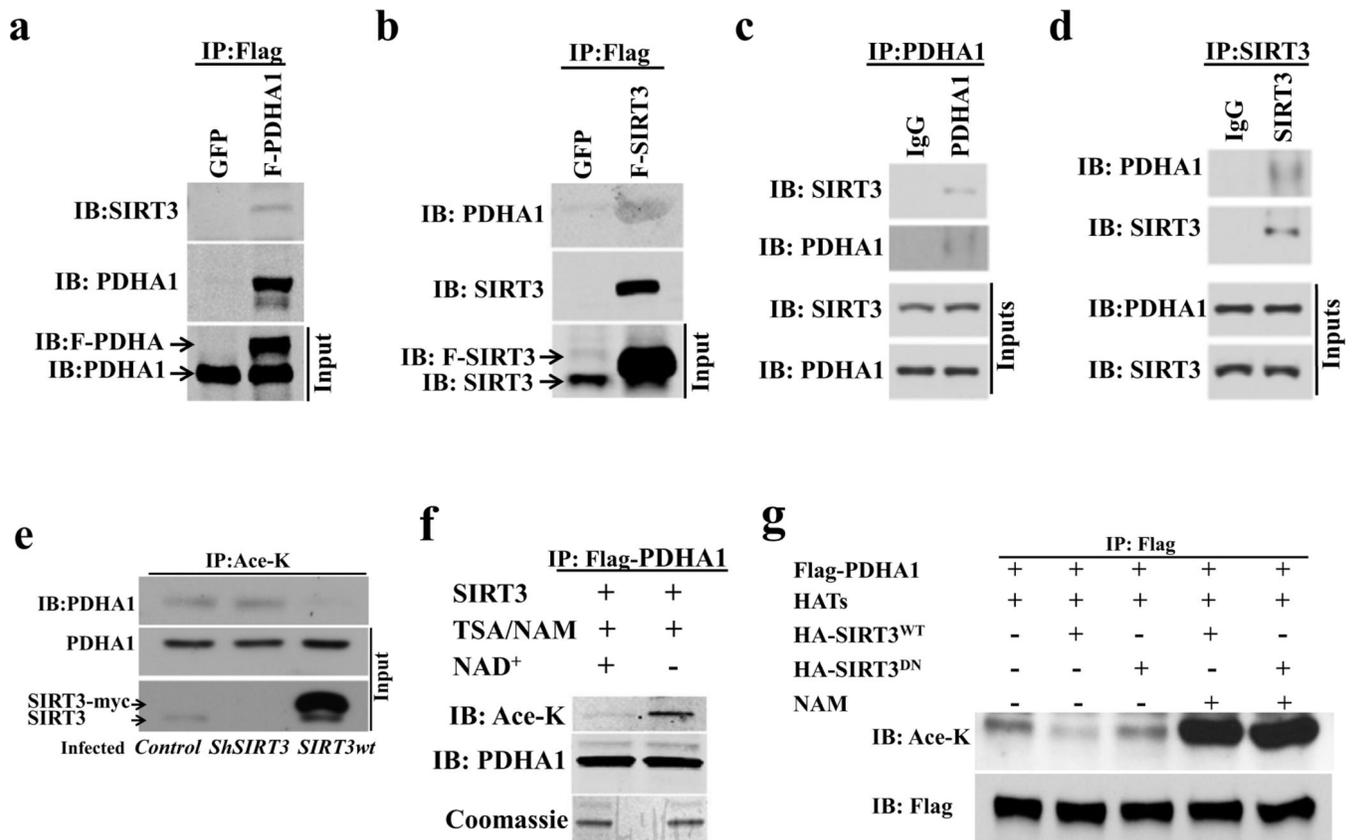 a
IP:Flag
GFP
F-PDHA1
IB:SIRT3
IB: PDHA1
IB:F-PDHA
IB:PDHA1
Input
b
IP:Flag
GFP
F-SIRT3
IB: PDHA1
IB: SIRT3
IB: F-SIRT3
IB: SIRT3
Input
c
IP:PDHA1
IgG
PDHA1
IB: SIRT3
IB: PDHA1
IB: SIRT3
IB: PDHA1
Inputs
d
IP:SIRT3
IgG
SIRT3
IB: PDHA1
IB: SIRT3
IB:PDHA1
IB: SIRT3
Inputs
e
IP:Ace-K
IB:PDHA1
PDHA1
SIRT3-myc
SIRT3
Input
Infected Control ShSIRT3 SIRT3wt
f
IP: Flag-PDHA1
SIRT3 + +
TSA/NAM + +
NAD⁺ + -
IB: Ace-K
IB: PDHA1
Coomassie
g
IP: Flag
Flag-PDHA1 + + + + +
HATs + + + + +
HA-SIRT3ᵂᵀ - + - + -
HA-SIRT3ᴰᴺ - - + - +
NAM - - - + +
IB: Ace-K
IB: Flag